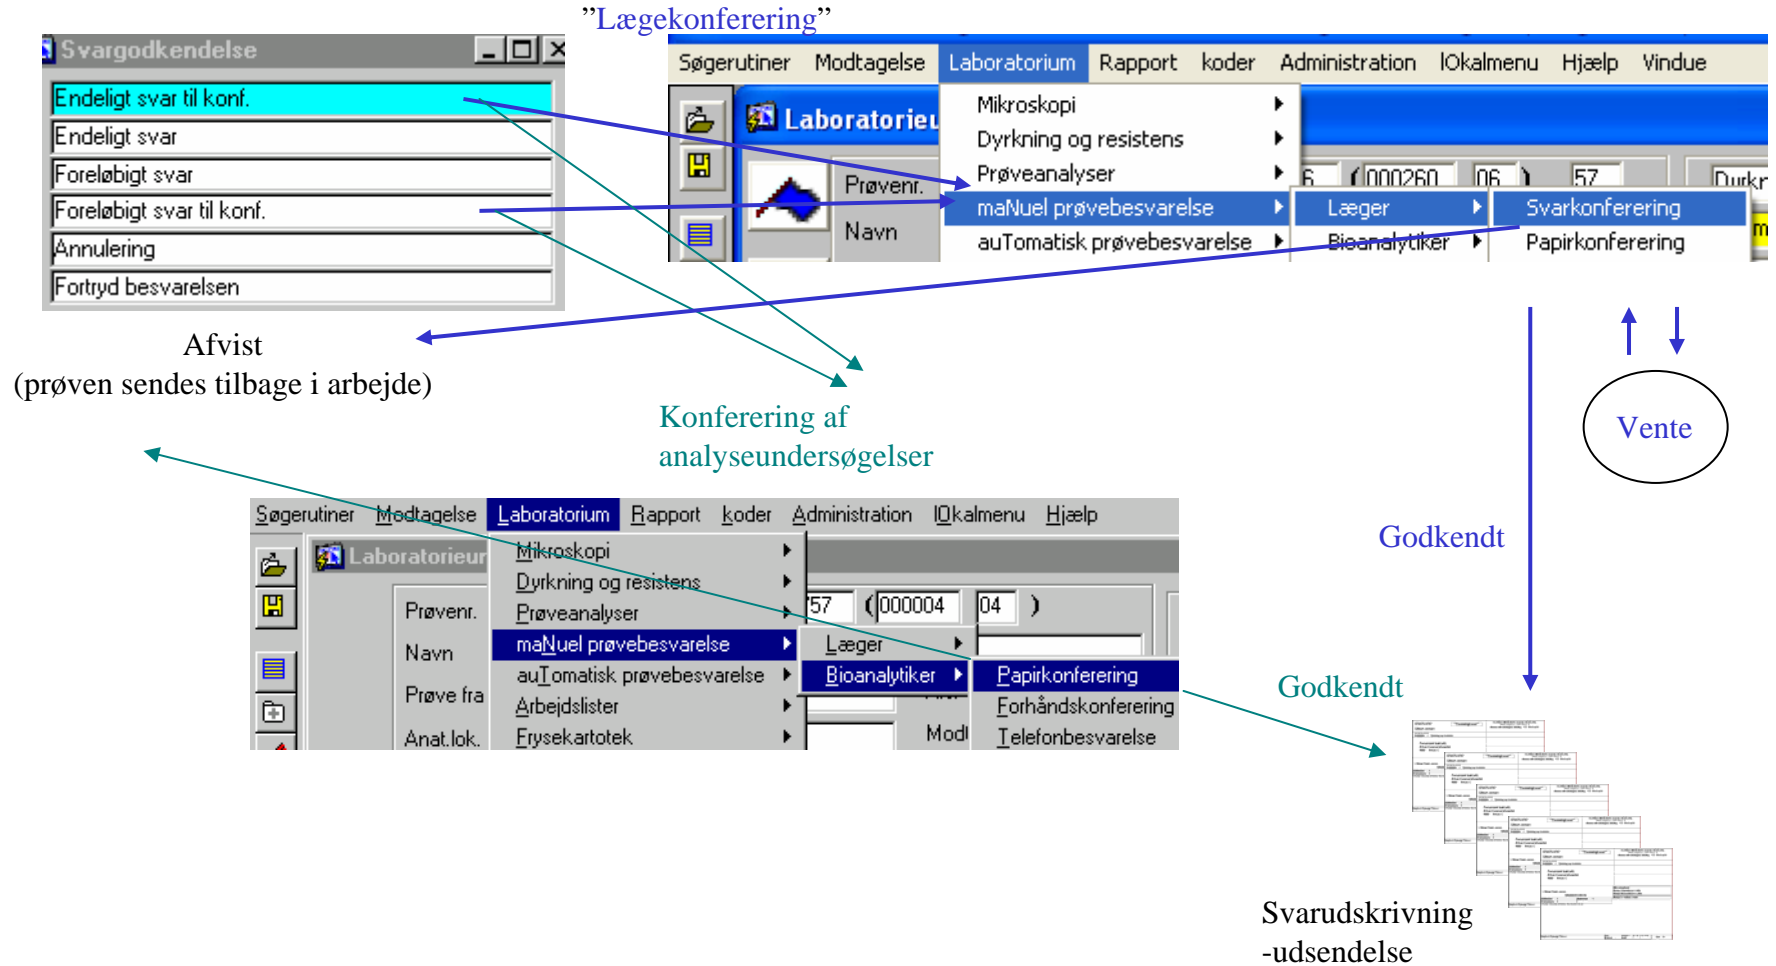 ”Lægekonferering”
Svargodkendelse
Endeligt svar til konf.
Endeligt svar
Foreløbigt svar
Foreløbigt svar til konf.
Annulering
Fortryd besvarelsen
Søgerutiner Modtagelse Laboratorium Rapport koder Administration lOkalmenu Hjælp Vindue
Mikroskopi
Dyrkning og resistens
Prøveanalyser
maNuel prøvebesvarelse
auTomatisk prøvebesvarelse
Prøvenr.
Navn
6 (000260 06 ) 57
Læger
Bioanalytiker
Svarkonferering
Papirkonferering
Afvist
(prøven sendes tilbage i arbejde)
Konferering af
analyseundersøgelser
Vente
Godkendt
Søgerutiner Modtagelse Laboratorium Rapport koder Administration lOkalmenu Hjælp
Mikroskopi
Dyrkning og resistens
Prøveanalyser
maNuel prøvebesvarelse
auTomatisk prøvebesvarelse
Arbejdslister
Frysekartotek
Prøvenr.
Navn
Prøve fra
Anat.lok.
57 (000004 04 )
Læger
Bioanalytiker
Papirkonferering
Forhåndskonferering
Telefonbesvarelse
Godkendt
Svarudskrivning
-udsendelse